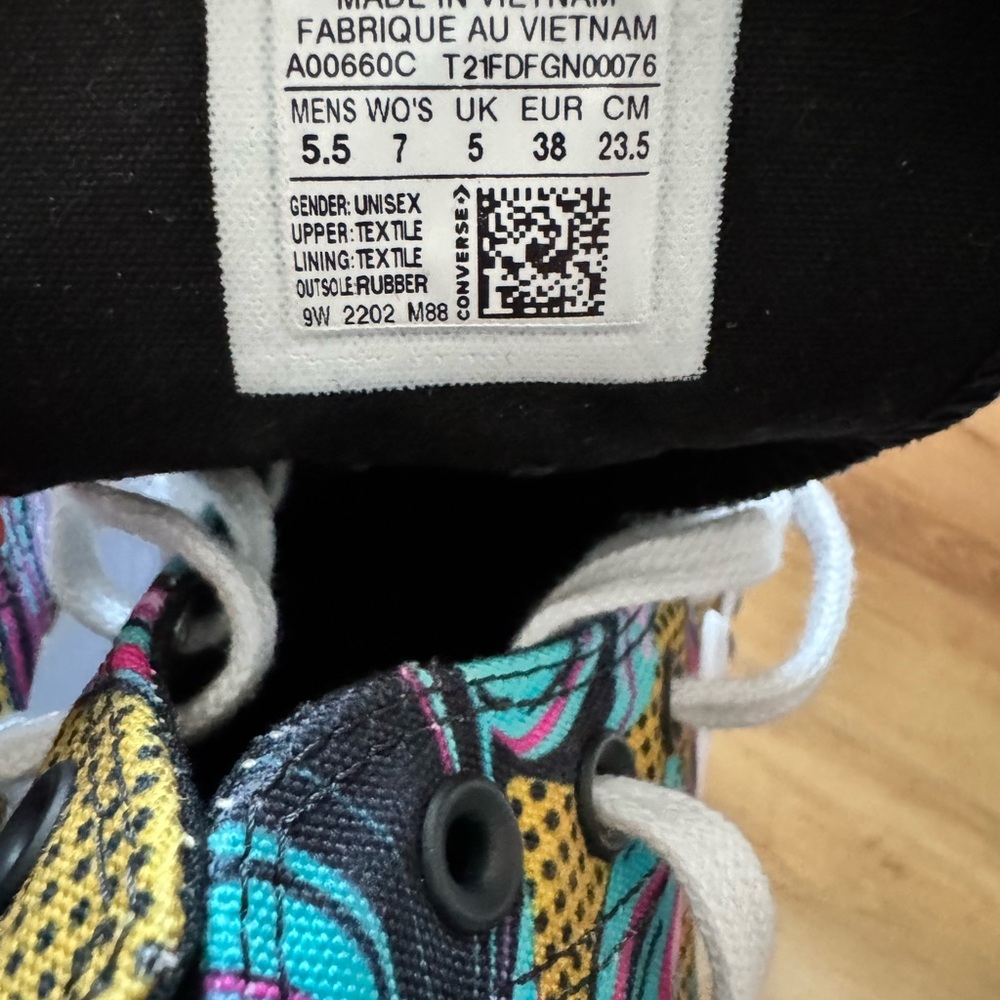 MADE IN VIETNAM
FABRIQUE AU VIETNAM
A00660C T21FDFGN00076
MENS WO'S UK EUR CM
5.5 7 5 38 23.5
GENDER: UNISEX
UPPER: TEXTILE
LINING: TEXTILE
OUTSOLE:RUBBER
9W 2202 M88
CONVERSE